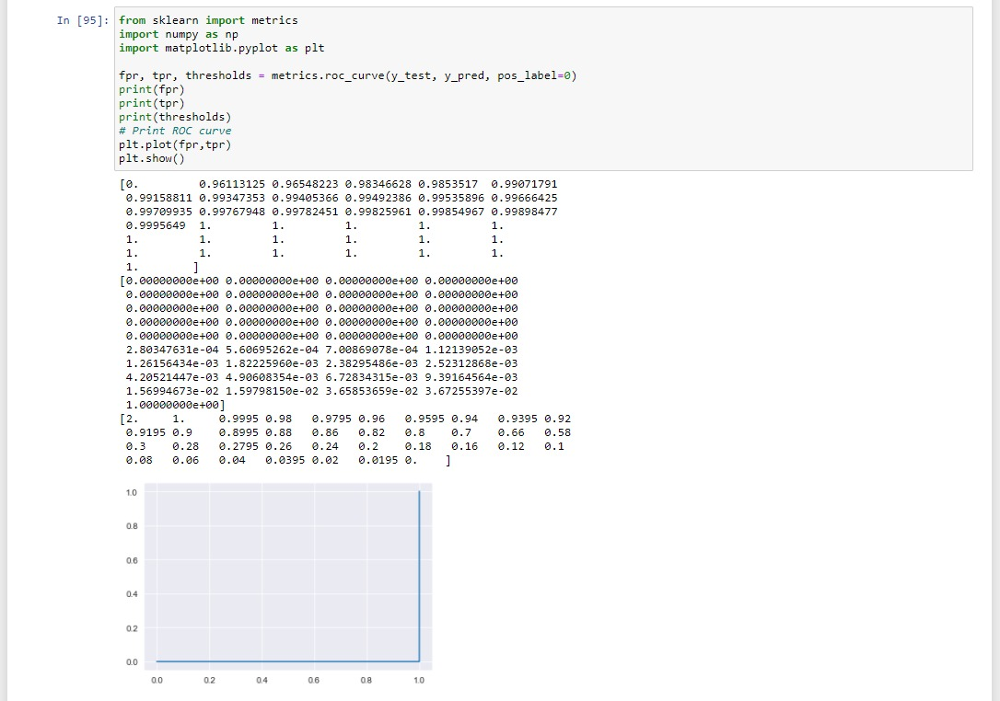 In [95]: from sklearn import metrics
import numpy as np
import matplotlib.pyplot as plt
fpr, tpr, thresholds = metrics.roc_curve(y_test, y_pred, pos_label=0)
print(fpr)
print(tpr)
print(thresholds)
# Print ROC curve
plt.plot(fpr,tpr)
plt.show()
[0.         0.96113125 0.96548223 0.98346628 0.9853517  0.99071791
0.99158811 0.99347353 0.99405366 0.99492386 0.99535896 0.99666425
0.99709935 0.99767948 0.99782451 0.99825961 0.99854967 0.99898477
0.9995649  1.         1.         1.         1.         1.
1.         1.         1.         1.         1.         1.
1.         1.         1.         1.         1.         1.
1.        ]
[0.00000000e+00 0.00000000e+00 0.00000000e+00 0.00000000e+00
0.00000000e+00 0.00000000e+00 0.00000000e+00 0.00000000e+00
0.00000000e+00 0.00000000e+00 0.00000000e+00 0.00000000e+00
0.00000000e+00 0.00000000e+00 0.00000000e+00 0.00000000e+00
0.00000000e+00 0.00000000e+00 0.00000000e+00 0.00000000e+00
2.80347631e-04 5.60695262e-04 7.00869078e-04 1.12139052e-03
1.26156434e-03 1.82225960e-03 2.38295486e-03 2.52312868e-03
4.20521447e-03 4.90608354e-03 6.72834315e-03 9.39164564e-03
1.56994673e-02 1.59798150e-02 3.65853659e-02 3.67255397e-02
1.00000000e+00]
[2.     1.     0.9995 0.98   0.9795 0.96   0.9595 0.94   0.9395 0.92
0.9195 0.9    0.8995 0.88   0.86   0.82   0.8    0.7    0.66   0.58
0.3    0.28   0.2795 0.26   0.24   0.2    0.18   0.16   0.12   0.1
0.08   0.06   0.04   0.0395 0.02   0.0195 0.    ]
1.0
0.8
0.6
0.4
0.2
0.0
0.0 0.2 0.4 0.6 0.8 1.0